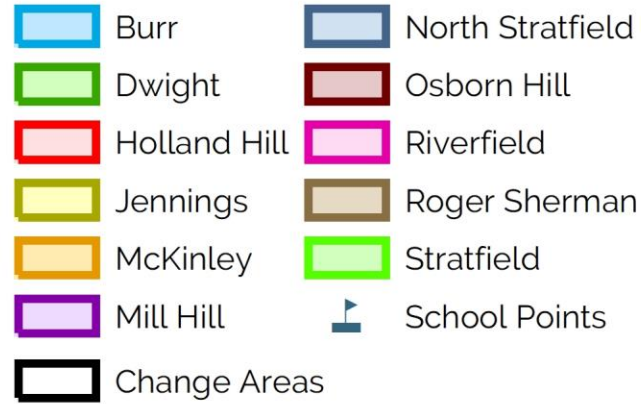 Burr
Dwight
Holland Hill
Jennings
McKinley
Mill Hill
Change Areas
North Stratfield
Osborn Hill
Riverfield
Roger Sherman
Stratfield
School Points